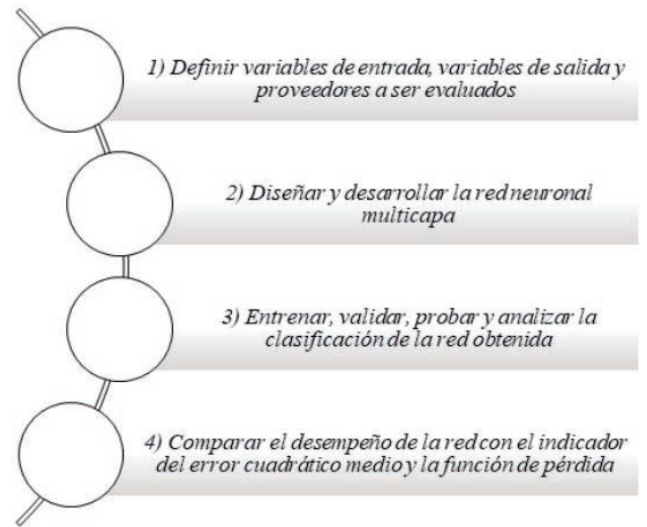 1) Definir variables de entrada, variables de salida y
proveedores a ser evaluados
2) Diseñar y desarrollar la red neuronal
multicapa
3) Entrenar, validar, probar y analizar la
clasificación de la red obtenida
4) Comparar el desempeño de la red con el indicador
del error cuadrático medio y la función de pérdida